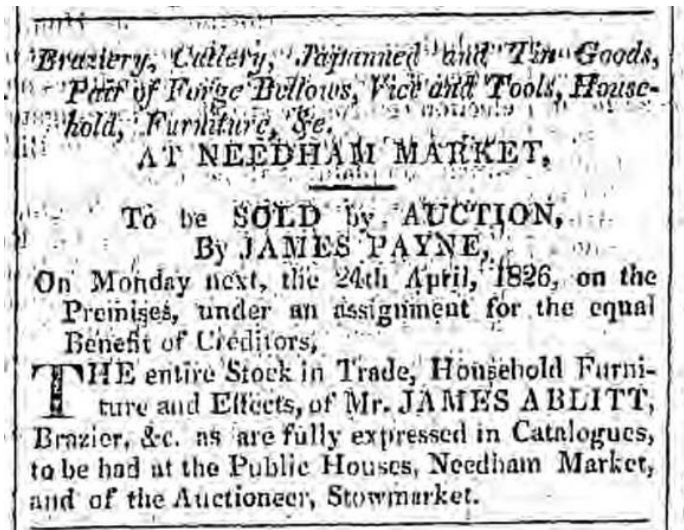 Braziery, Cutlery, Japanned and Tin Goods,
Pair of Forge Bellows, Vice and Tools, House-
hold, Furniture, &c.
AT NEEDHAM MARKET,
To be SOLD by AUCTION,
By JAMES PAYNE,
On Monday next, the 24th April, 1826, on the
Premises, under an assignment for the equal
Benefit of Creditors,
THE entire Stock in Trade, Household Furni-
ture and Effects, of Mr. JAMES ABLITT,
Brazier, &c. as are fully expressed in Catalogues,
to be had at the Public Houses, Needham Market,
and of the Auctioneer, Stowmarket.